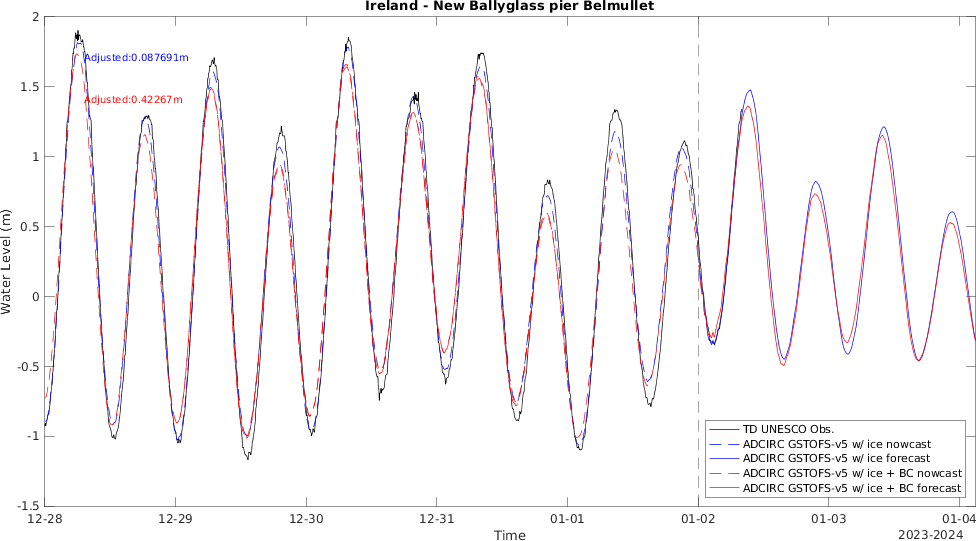 Ireland - New Ballyglass pier Belmullet
2
1.5
1
0.5
0
-0.5
-1
-1.5
Water Level (m)
Adjusted:0.087691m
Adjusted:0.42267m
TD UNESCO Obs.
ADCIRC GSTOFS-v5 w/ ice nowcast
ADCIRC GSTOFS-v5 w/ ice forecast
ADCIRC GSTOFS-v5 w/ ice + BC nowcast
ADCIRC GSTOFS-v5 w/ ice + BC forecast
12-28 12-29 12-30 12-31 01-01 01-02 01-03 01-04
Time
2023-2024